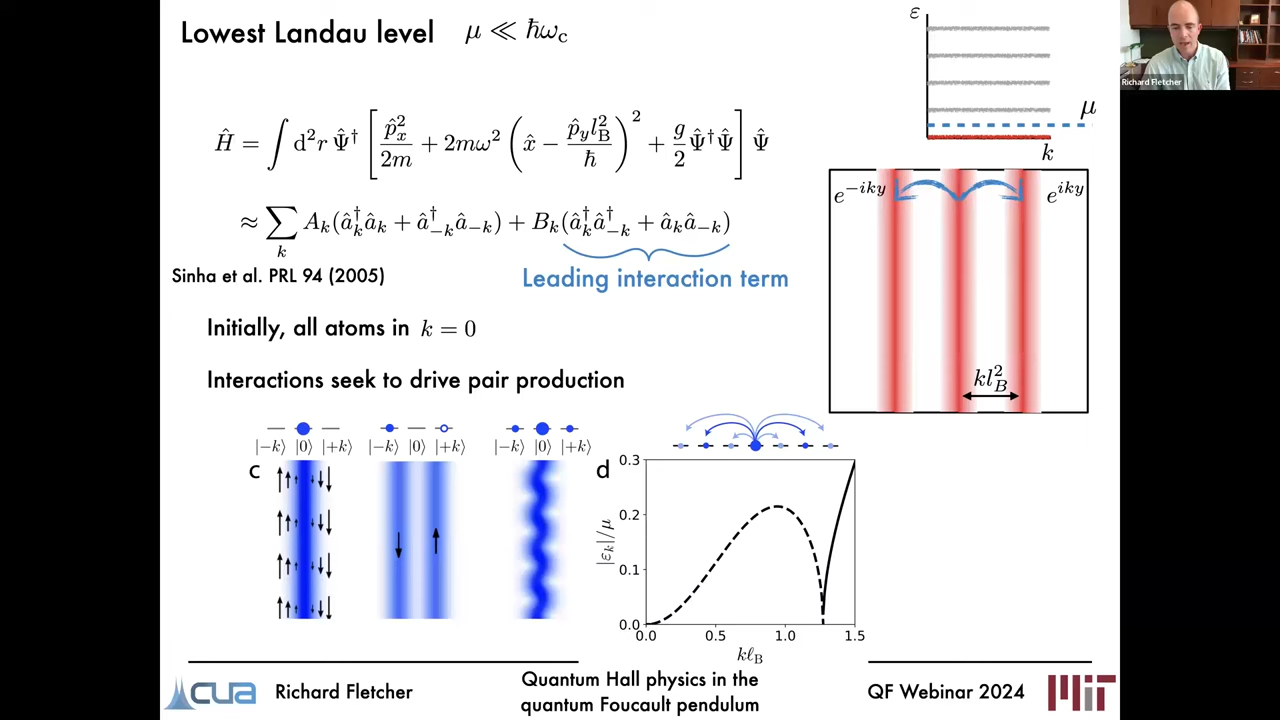 Lowest Landau level μ ≪ ħω_c
ε
μ
k
Richard Fletcher
Ĥ = ∫ d²r Ψ̂† [ p̂_x²/2m + 2mω² ( x̂ − p̂_y l_B²/ħ )² + g/2 Ψ̂†Ψ̂ ] Ψ̂
≈ ∑_k A_k(â_k†â_k + â_{−k}†â_{−k}) + B_k(â_k†â_{−k}† + â_kâ_{−k})
e^{−iky} e^{iky}
Sinha et al. PRL 94 (2005)
Leading interaction term
Initially, all atoms in k = 0
Interactions seek to drive pair production
kl_B²
|−k⟩ |0⟩ |+k⟩ |−k⟩ |0⟩ |+k⟩ |−k⟩ |0⟩ |+k⟩
c
d
|ε_k|/μ
0.3
0.2
0.1
0.0
0.0 0.5 1.0 1.5
kℓ_B
CUA
Richard Fletcher
Quantum Hall physics in the
quantum Foucault pendulum
QF Webinar 2024
MIT